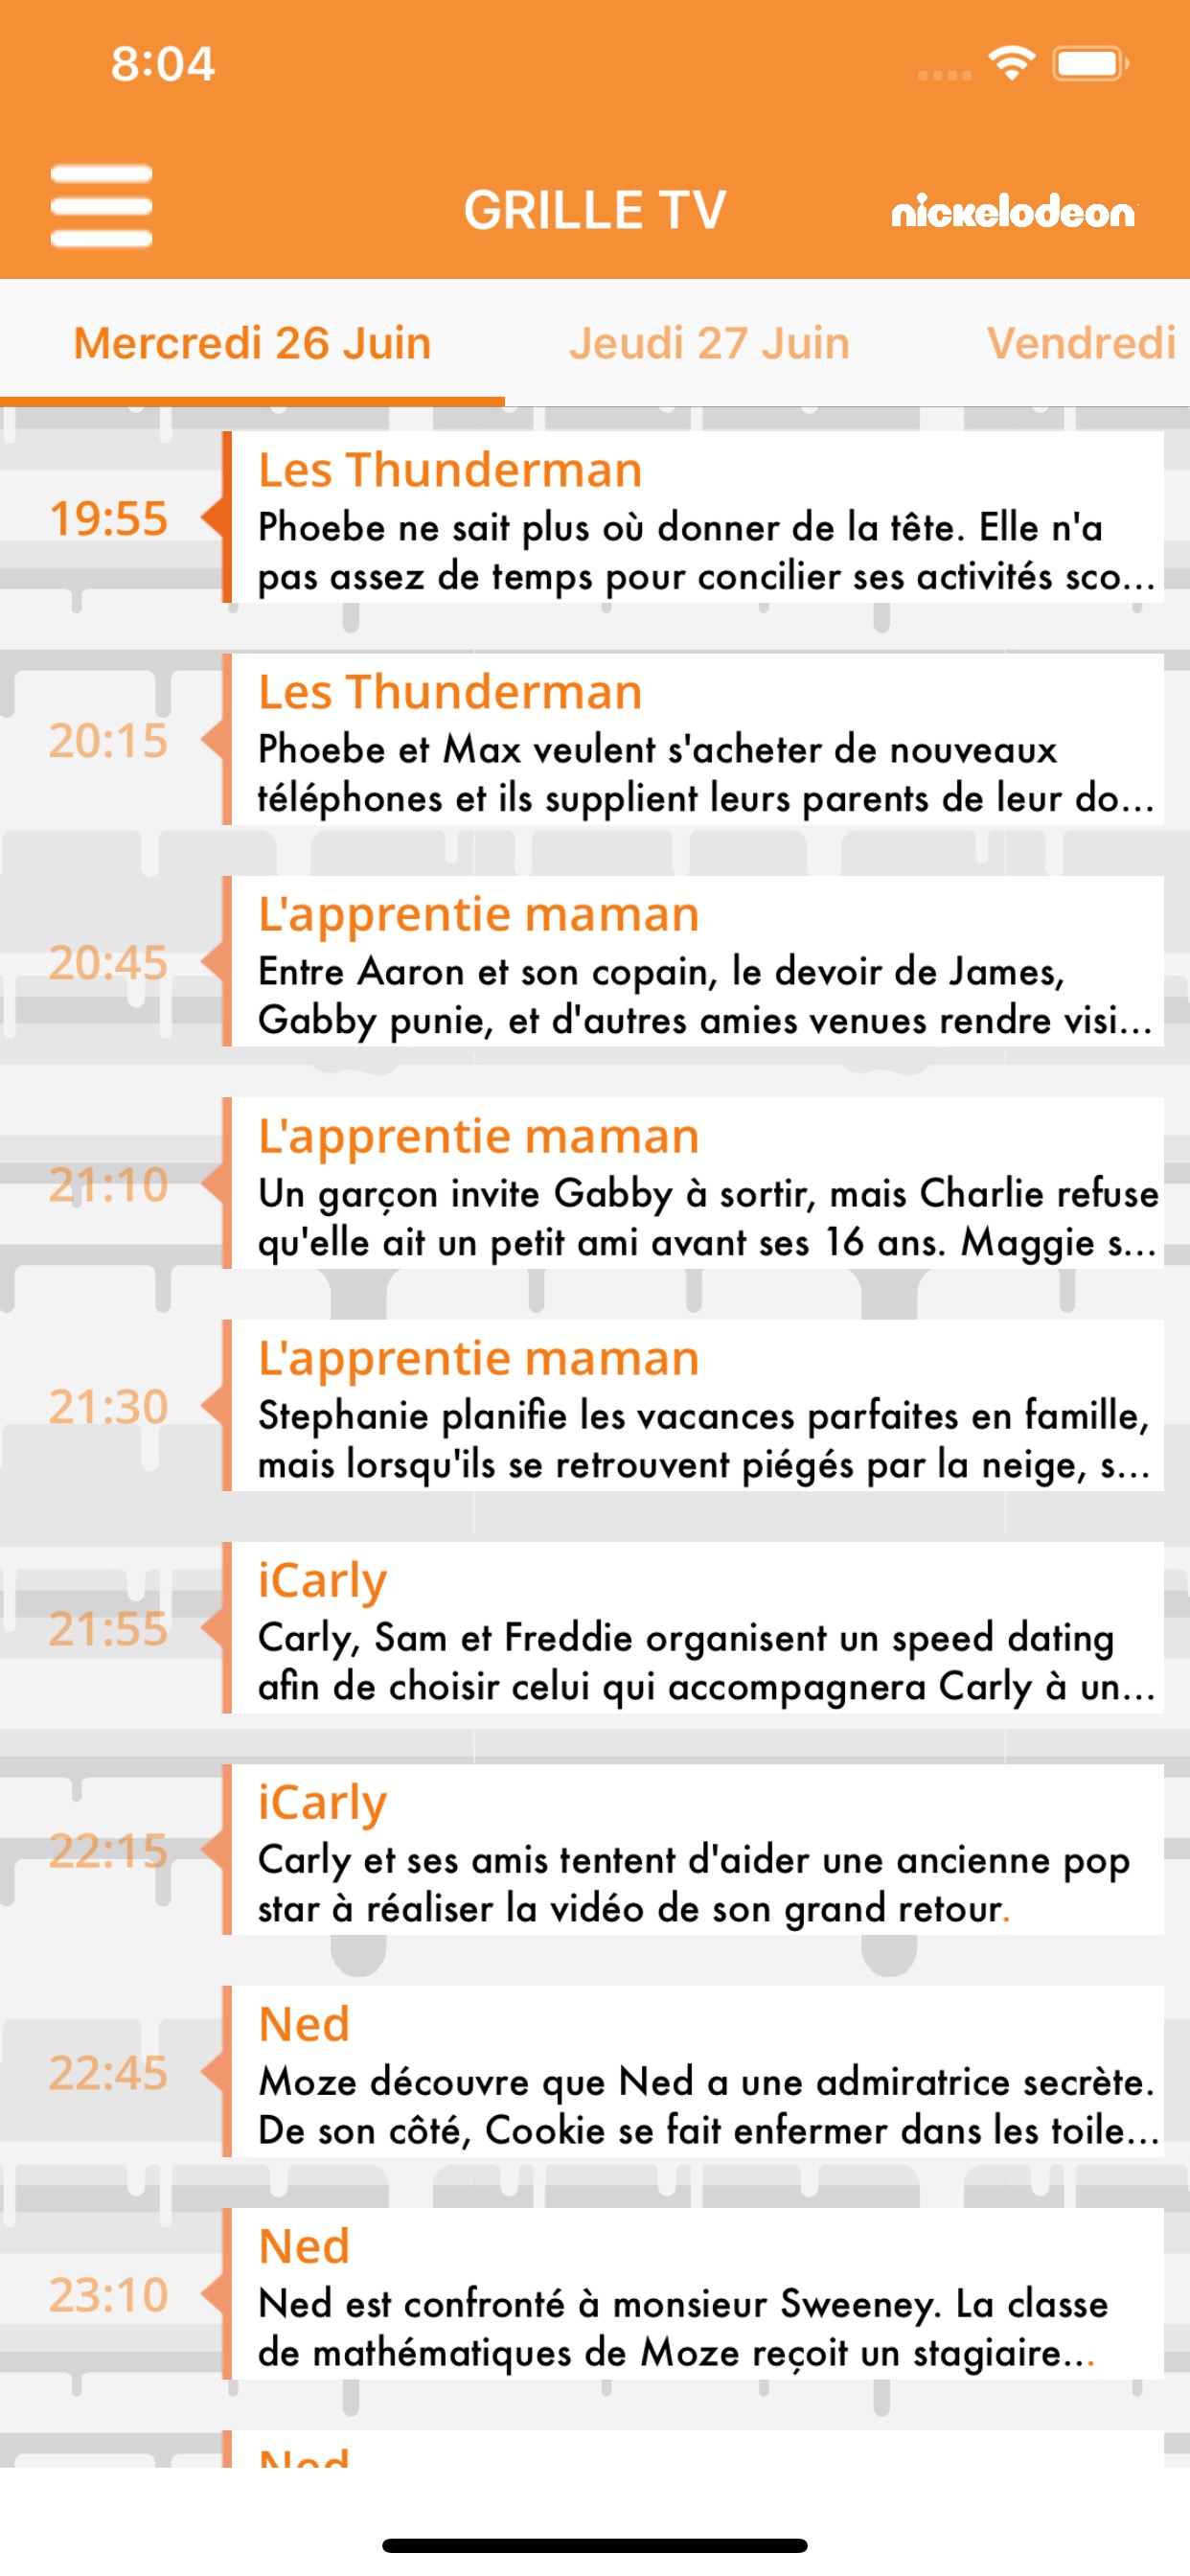 8:04
GRILLE TV
nickelodeon
Mercredi 26 Juin
Jeudi 27 Juin
Vendredi
19:55
Les Thunderman
Phoebe ne sait plus où donner de la tête. Elle n'a
pas assez de temps pour concilier ses activités sco...
20:15
Les Thunderman
Phoebe et Max veulent s'acheter de nouveaux
téléphones et ils supplient leurs parents de leur do...
20:45
L'apprentie maman
Entre Aaron et son copain, le devoir de James,
Gabby punie, et d'autres amies venues rendre visi...
21:10
L'apprentie maman
Un garçon invite Gabby à sortir, mais Charlie refuse
qu'elle ait un petit ami avant ses 16 ans. Maggie s...
21:30
L'apprentie maman
Stephanie planifie les vacances parfaites en famille,
mais lorsqu'ils se retrouvent piégés par la neige, s...
21:55
iCarly
Carly, Sam et Freddie organisent un speed dating
afin de choisir celui qui accompagnera Carly à un...
22:15
iCarly
Carly et ses amis tentent d'aider une ancienne pop
star à réaliser la vidéo de son grand retour.
22:45
Ned
Moze découvre que Ned a une admiratrice secrète.
De son côté, Cookie se fait enfermer dans les toile...
23:10
Ned
Ned est confronté à monsieur Sweeney. La classe
de mathématiques de Moze reçoit un stagiaire...
Ned